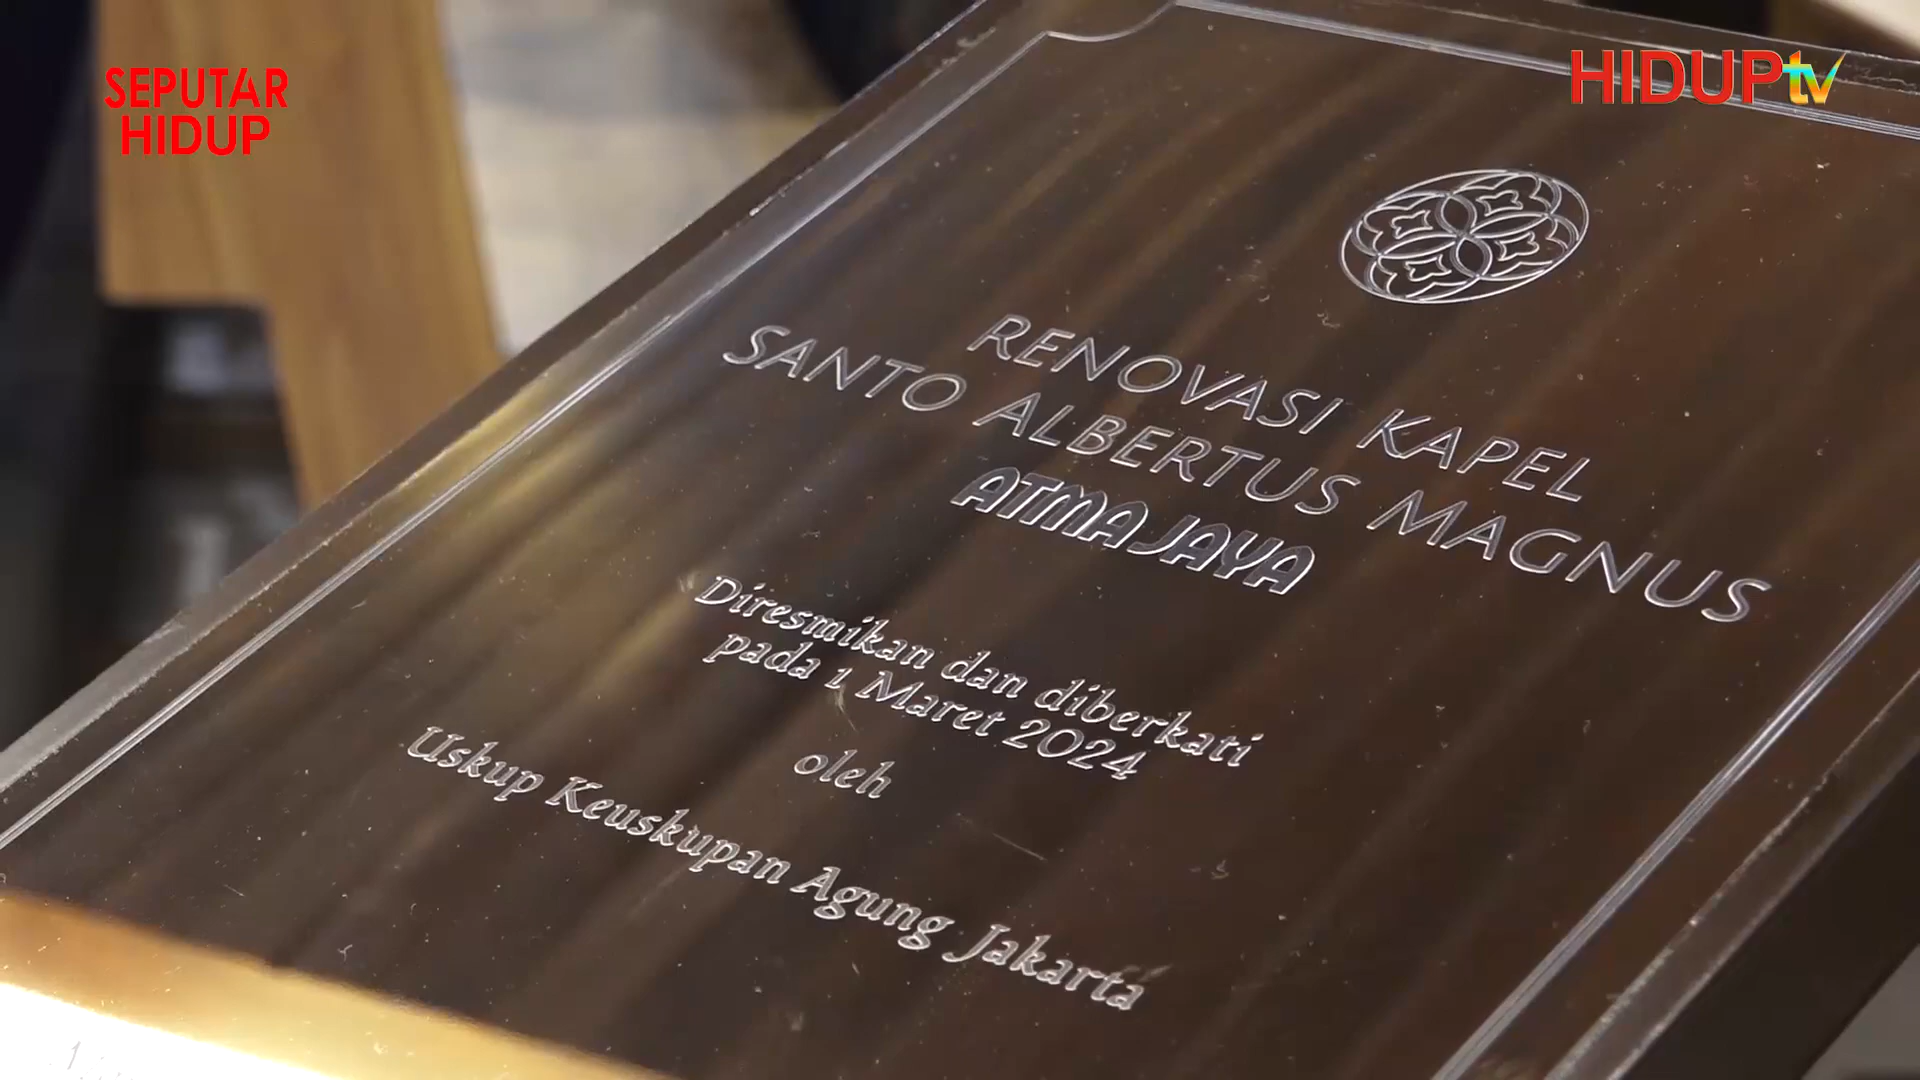 SEPUTAR
HIDUP
HIDUPtv
RENOVASI KAPEL
SANTO ALBERTUS MAGNUS
ATMA JAYA
Diresmikan dan diberkati
pada 1 Maret 2024
oleh
Uskup Keuskupan Agung Jakarta